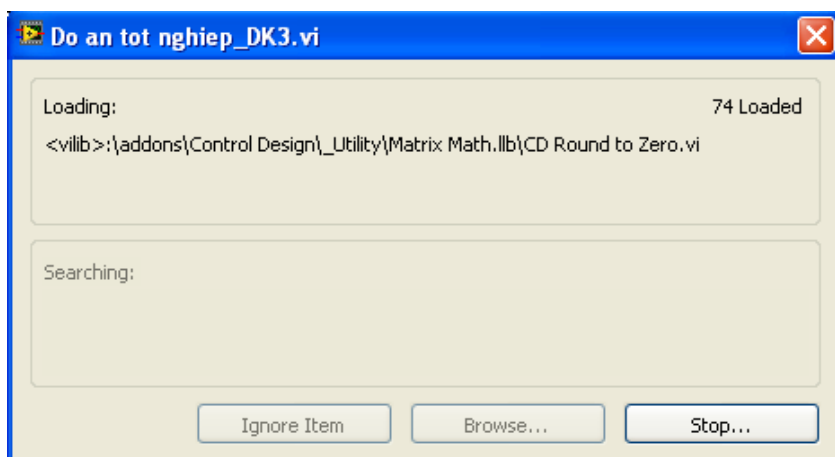 Do an tot nghiep_DK3.vi
Loading: 74 Loaded
<vilib>:\addons\Control Design\_Utility\Matrix Math.llb\CD Round to Zero.vi
Searching:
Ignore Item Browse... Stop...